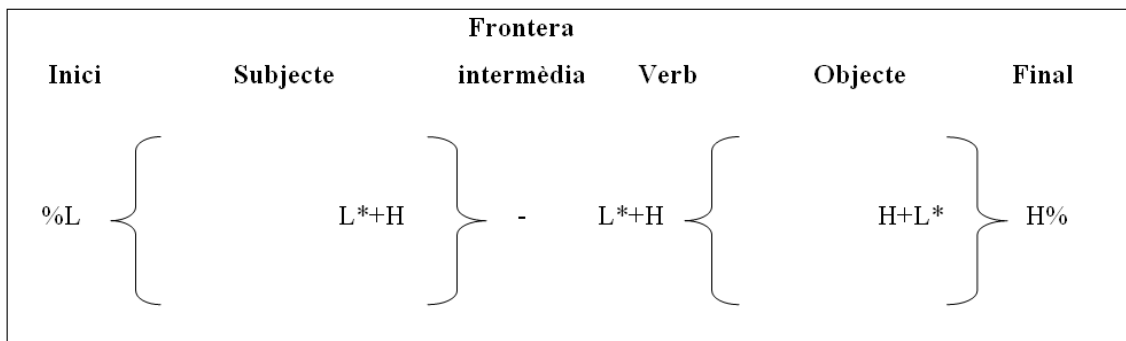 Frontera
Inici Subjecte intermèdia Verb Objecte Final
%L L*+H - L*+H H+L* H%